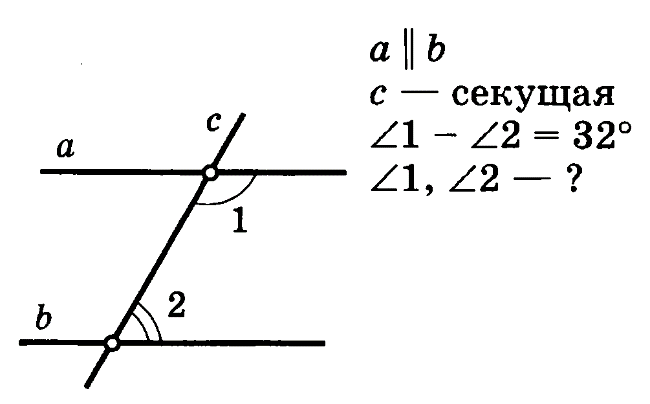 a ∥ b
c — секущая
∠1 − ∠2 = 32°
∠1, ∠2 — ?
c
a
1
2
b